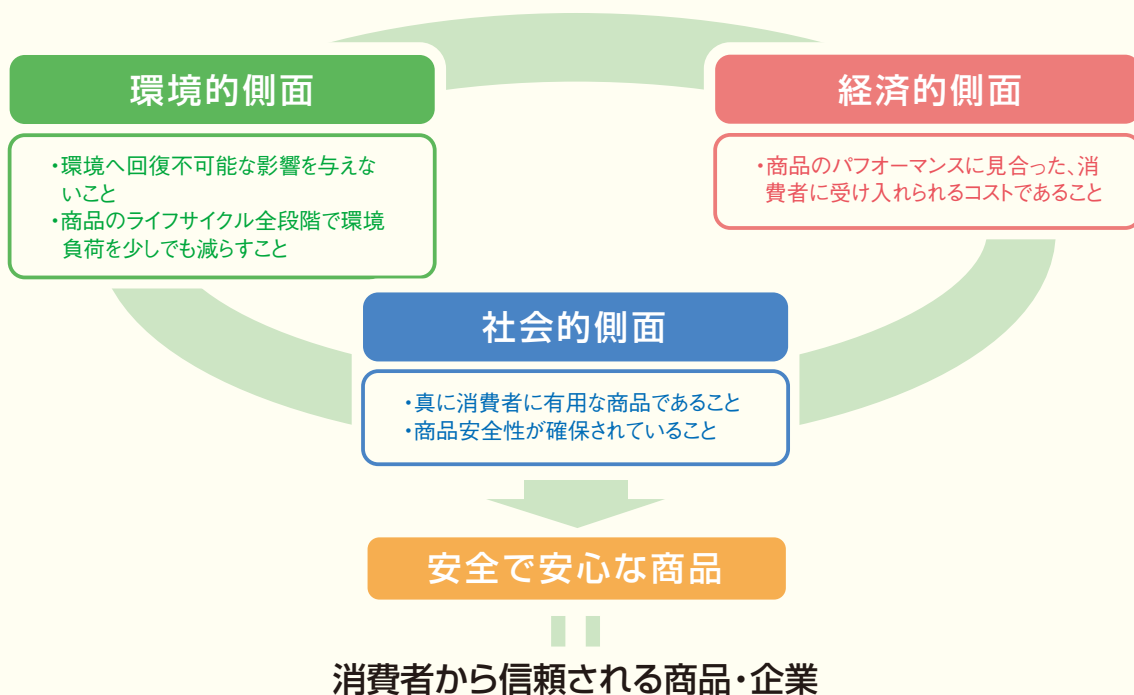 環境的側面
・環境へ回復不可能な影響を与えな
いこと
・商品のライフサイクル全段階で環境
負荷を少しでも減らすこと
経済的側面
・商品のパフォーマンスに見合った、消
費者に受け入れられるコストであること
社会的側面
・真に消費者に有用な商品であること
・商品安全性が確保されていること
安全で安心な商品
消費者から信頼される商品・企業